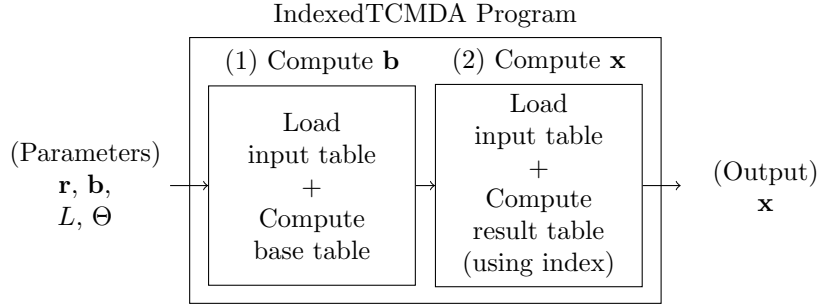 IndexedTCMDA Program
(Parameters)
r, b,
L, Θ
(1) Compute b
Load
input table
+
Compute
base table
(2) Compute x
Load
input table
+
Compute
result table
(using index)
(Output)
x